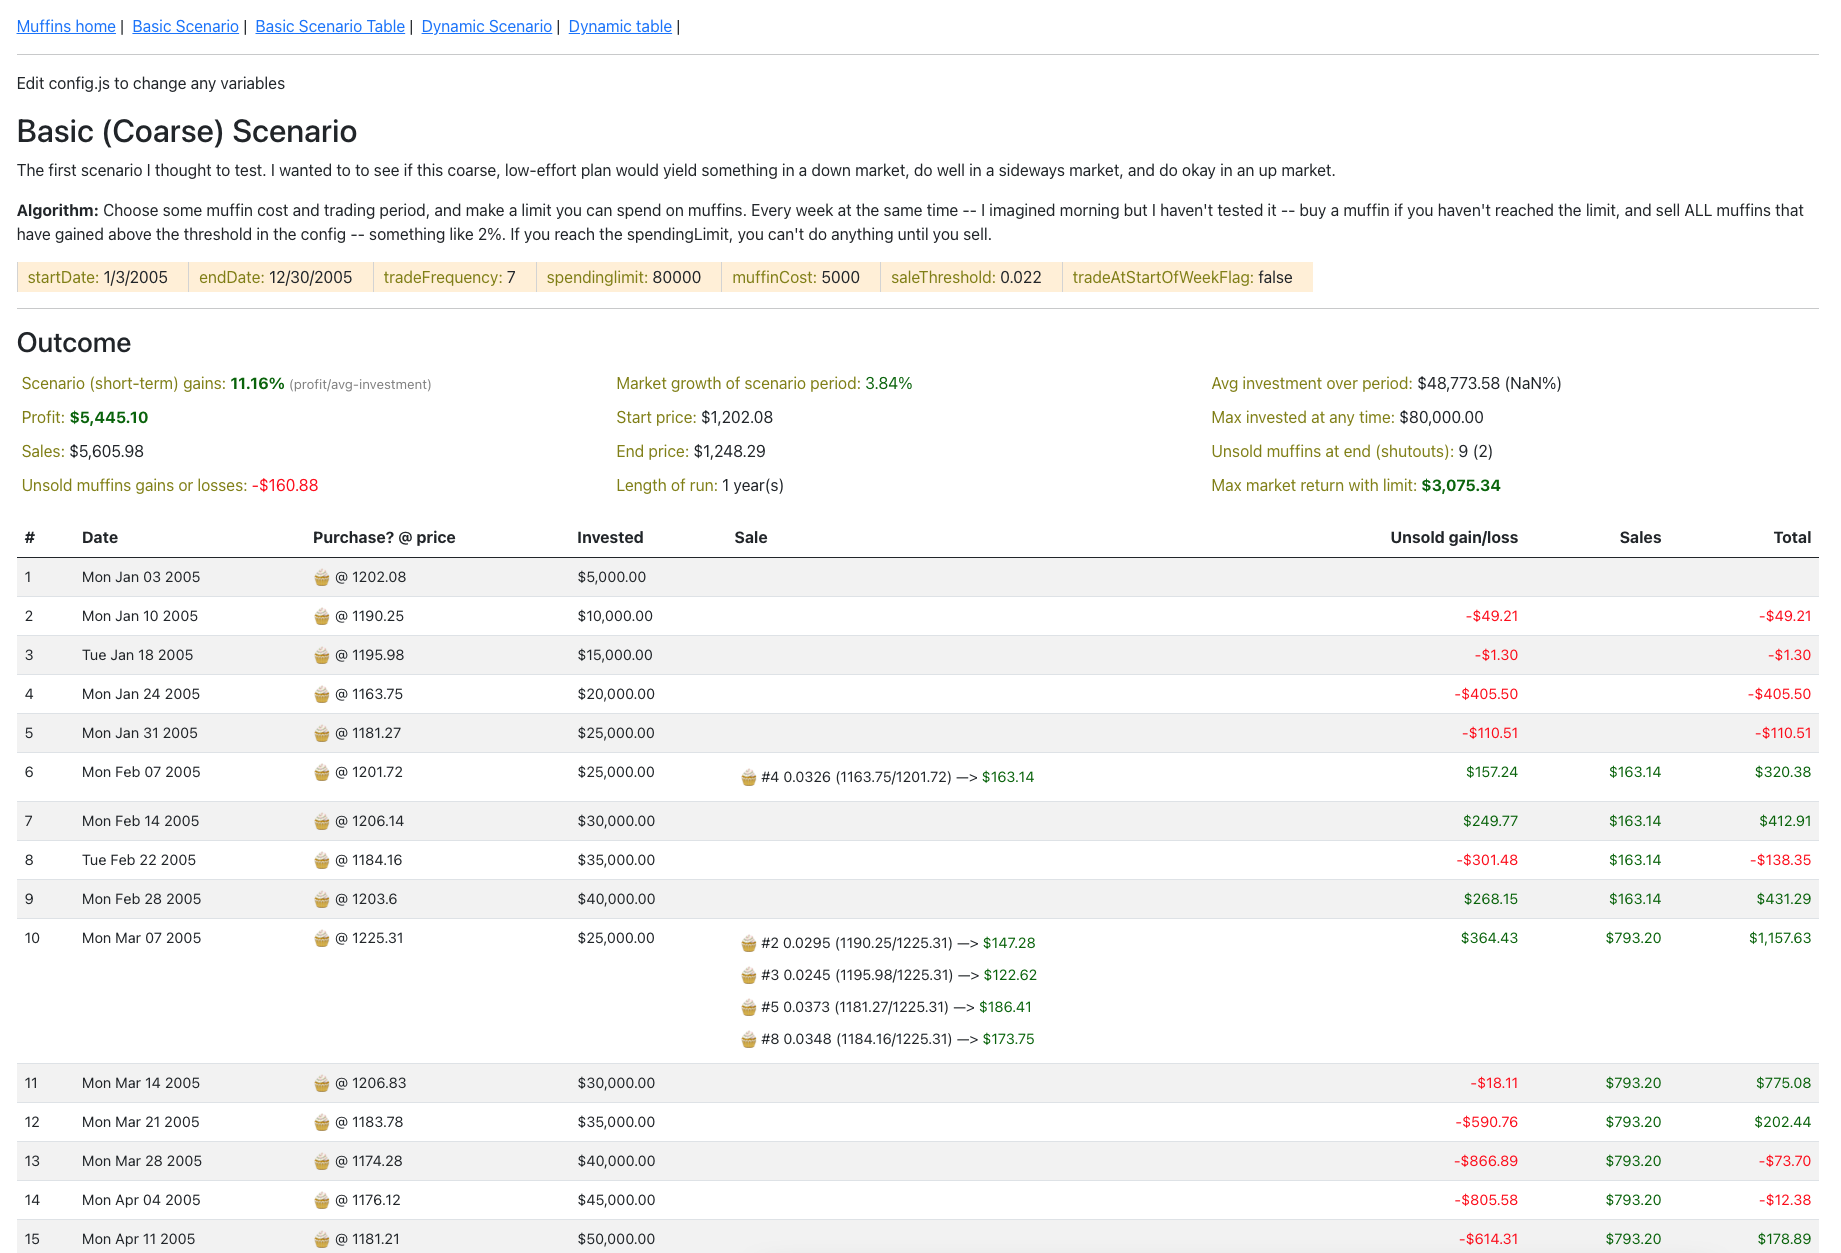 Muffins home | Basic Scenario | Basic Scenario Table | Dynamic Scenario | Dynamic table |
Edit config.js to change any variables
Basic (Coarse) Scenario
The first scenario I thought to test. I wanted to to see if this coarse, low-effort plan would yield something in a down market, do well in a sideways market, and do okay in an up market.
Algorithm: Choose some muffin cost and trading period, and make a limit you can spend on muffins. Every week at the same time -- I imagined morning but I haven't tested it -- buy a muffin if you haven't reached the limit, and sell ALL muffins that
have gained above the threshold in the config -- something like 2%. If you reach the spendingLimit, you can't do anything until you sell.
startDate: 1/3/2005 endDate: 12/30/2005 tradeFrequency: 7 spendinglimit: 80000 muffinCost: 5000 saleThreshold: 0.022 tradeAtStartOfWeekFlag: false
Outcome
Scenario (short-term) gains: 11.16% (profit/avg-investment) Market growth of scenario period: 3.84% Avg investment over period: $48,773.58 (NaN%)
Profit: $5,445.10 Start price: $1,202.08 Max invested at any time: $80,000.00
Sales: $5,605.98 End price: $1,248.29 Unsold muffins at end (shutouts): 9 (2)
Unsold muffins gains or losses: -$160.88 Length of run: 1 year(s) Max market return with limit: $3,075.34
# Date Purchase? @ price Invested Sale Unsold gain/loss Sales Total
1 Mon Jan 03 2005 @ 1202.08 $5,000.00
2 Mon Jan 10 2005 @ 1190.25 $10,000.00 -$49.21 -$49.21
3 Tue Jan 18 2005 @ 1195.98 $15,000.00 -$1.30 -$1.30
4 Mon Jan 24 2005 @ 1163.75 $20,000.00 -$405.50 -$405.50
5 Mon Jan 31 2005 @ 1181.27 $25,000.00 -$110.51 -$110.51
6 Mon Feb 07 2005 @ 1201.72 $25,000.00 #4 0.0326 (1163.75/1201.72) —> $163.14 $157.24 $163.14 $320.38
7 Mon Feb 14 2005 @ 1206.14 $30,000.00 $249.77 $163.14 $412.91
8 Tue Feb 22 2005 @ 1184.16 $35,000.00 -$301.48 $163.14 -$138.35
9 Mon Feb 28 2005 @ 1203.6 $40,000.00 $268.15 $163.14 $431.29
10 Mon Mar 07 2005 @ 1225.31 $25,000.00 #2 0.0295 (1190.25/1225.31) —> $147.28 $364.43 $793.20 $1,157.63
#3 0.0245 (1195.98/1225.31) —> $122.62
#5 0.0373 (1181.27/1225.31) —> $186.41
#8 0.0348 (1184.16/1225.31) —> $173.75
11 Mon Mar 14 2005 @ 1206.83 $30,000.00 -$18.11 $793.20 $775.08
12 Mon Mar 21 2005 @ 1183.78 $35,000.00 -$590.76 $793.20 $202.44
13 Mon Mar 28 2005 @ 1174.28 $40,000.00 -$866.89 $793.20 -$73.70
14 Mon Apr 04 2005 @ 1176.12 $45,000.00 -$805.58 $793.20 -$12.38
15 Mon Apr 11 2005 @ 1181.21 $50,000.00 -$614.31 $793.20 $178.89